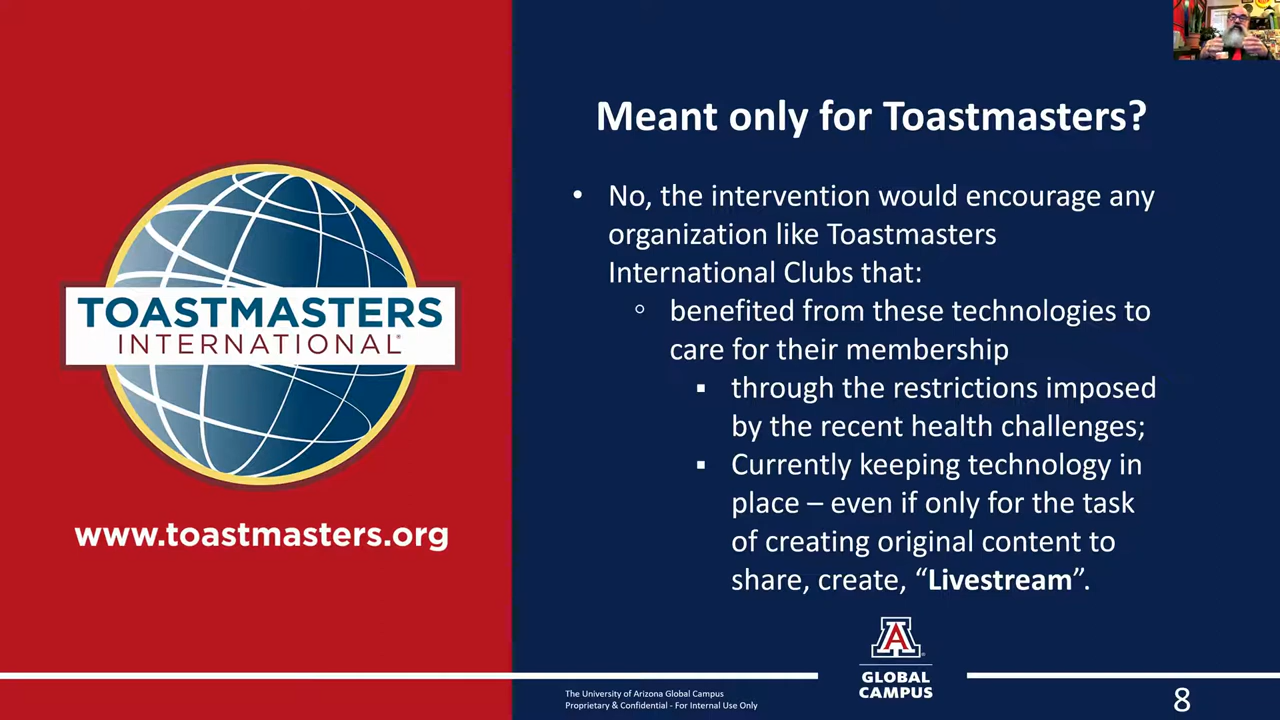 TOASTMASTERS
INTERNATIONAL®
www.toastmasters.org
Meant only for Toastmasters?
• No, the intervention would encourage any
organization like Toastmasters
International Clubs that:
○ benefited from these technologies to
care for their membership
▪ through the restrictions imposed
by the recent health challenges;
▪ Currently keeping technology in
place – even if only for the task
of creating original content to
share, create, “Livestream”.
A
GLOBAL
CAMPUS
The University of Arizona Global Campus
Proprietary & Confidential - For Internal Use Only
8